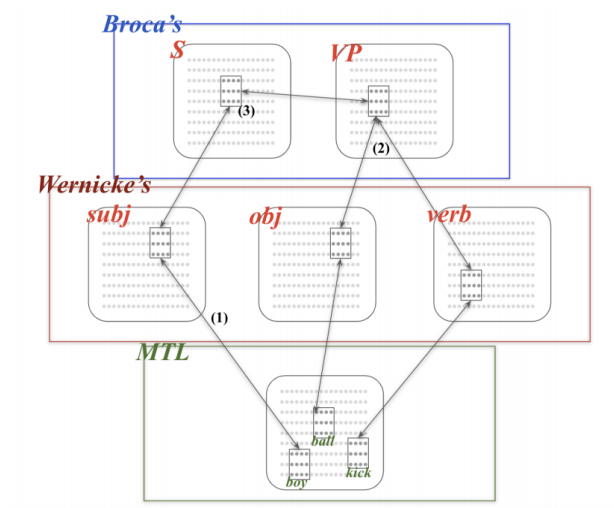 Broca's
S
VP
(3)
(2)
Wernicke's
subj
obj
verb
(1)
MTL
ball
boy
kick